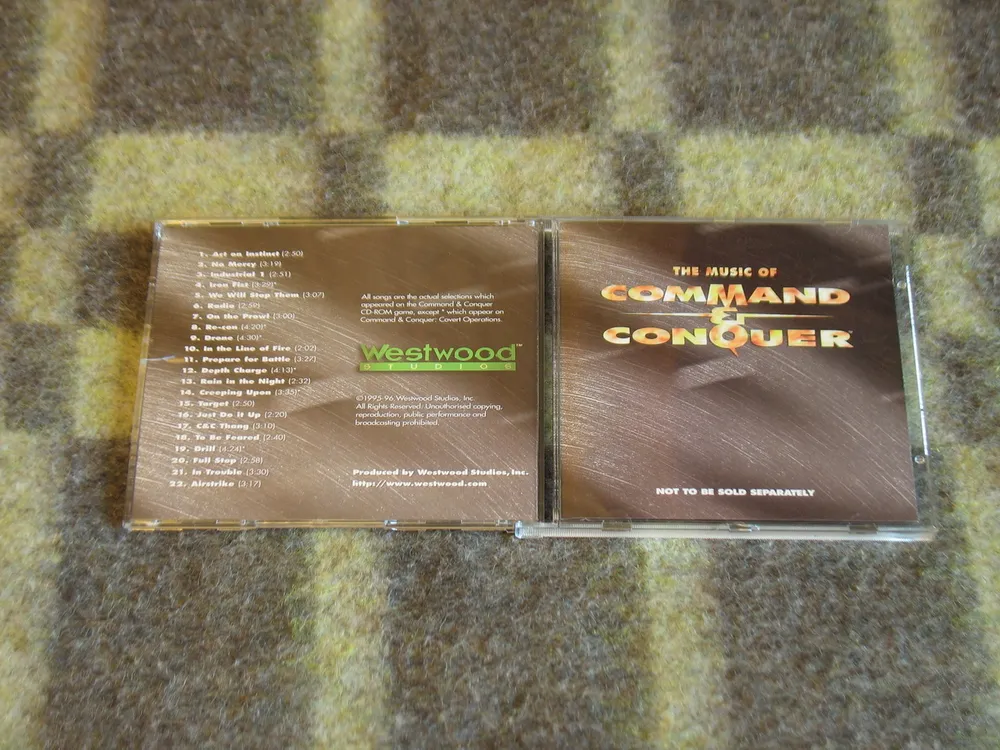 1. Act on Instinct (2:50)
2. No Mercy (3:19)
3. Industrial 1 (2:51)
4. Iron Fist (3:29)*
5. We Will Stop Them (3:07)
6. Radio (2:59)
7. On the Prowl (3:00)
8. Re-con (4:20)*
9. Drone (4:30)*
10. In the Line of Fire (2:02)
11. Prepare for Battle (3:27)
12. Depth Charge (4:13)*
13. Rain in the Night (2:32)
14. Creeping Upon (3:35)*
15. Target (2:50)
16. Just Do it Up (2:20)
17. C&C Thang (3:10)
18. To Be Feared (2:40)
19. Drill (4:24)*
20. Full Stop (2:58)
21. In Trouble (3:30)
22. Airstrike (3:17)
All songs are the actual selections which
appeared on the Command & Conquer
CD-ROM game, except * which appear on
Command & Conquer: Covert Operations.
Westwood™
STUDIOS
©1995-96 Westwood Studios, Inc.
All Rights Reserved. Unauthorised copying,
reproduction, public performance and
broadcasting prohibited.
Produced by Westwood Studios, Inc.
http://www.westwood.com
THE MUSIC OF
COMMAND
&
CONQUER™
NOT TO BE SOLD SEPARATELY